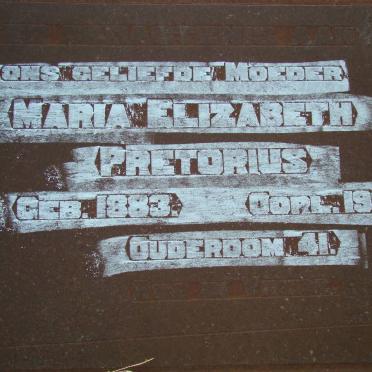 ONS GELIEFDE MOEDER
MARIA ELIZABETH
PRETORIUS
GEB. 1883. OORL. 19
OUDERDOM 41.